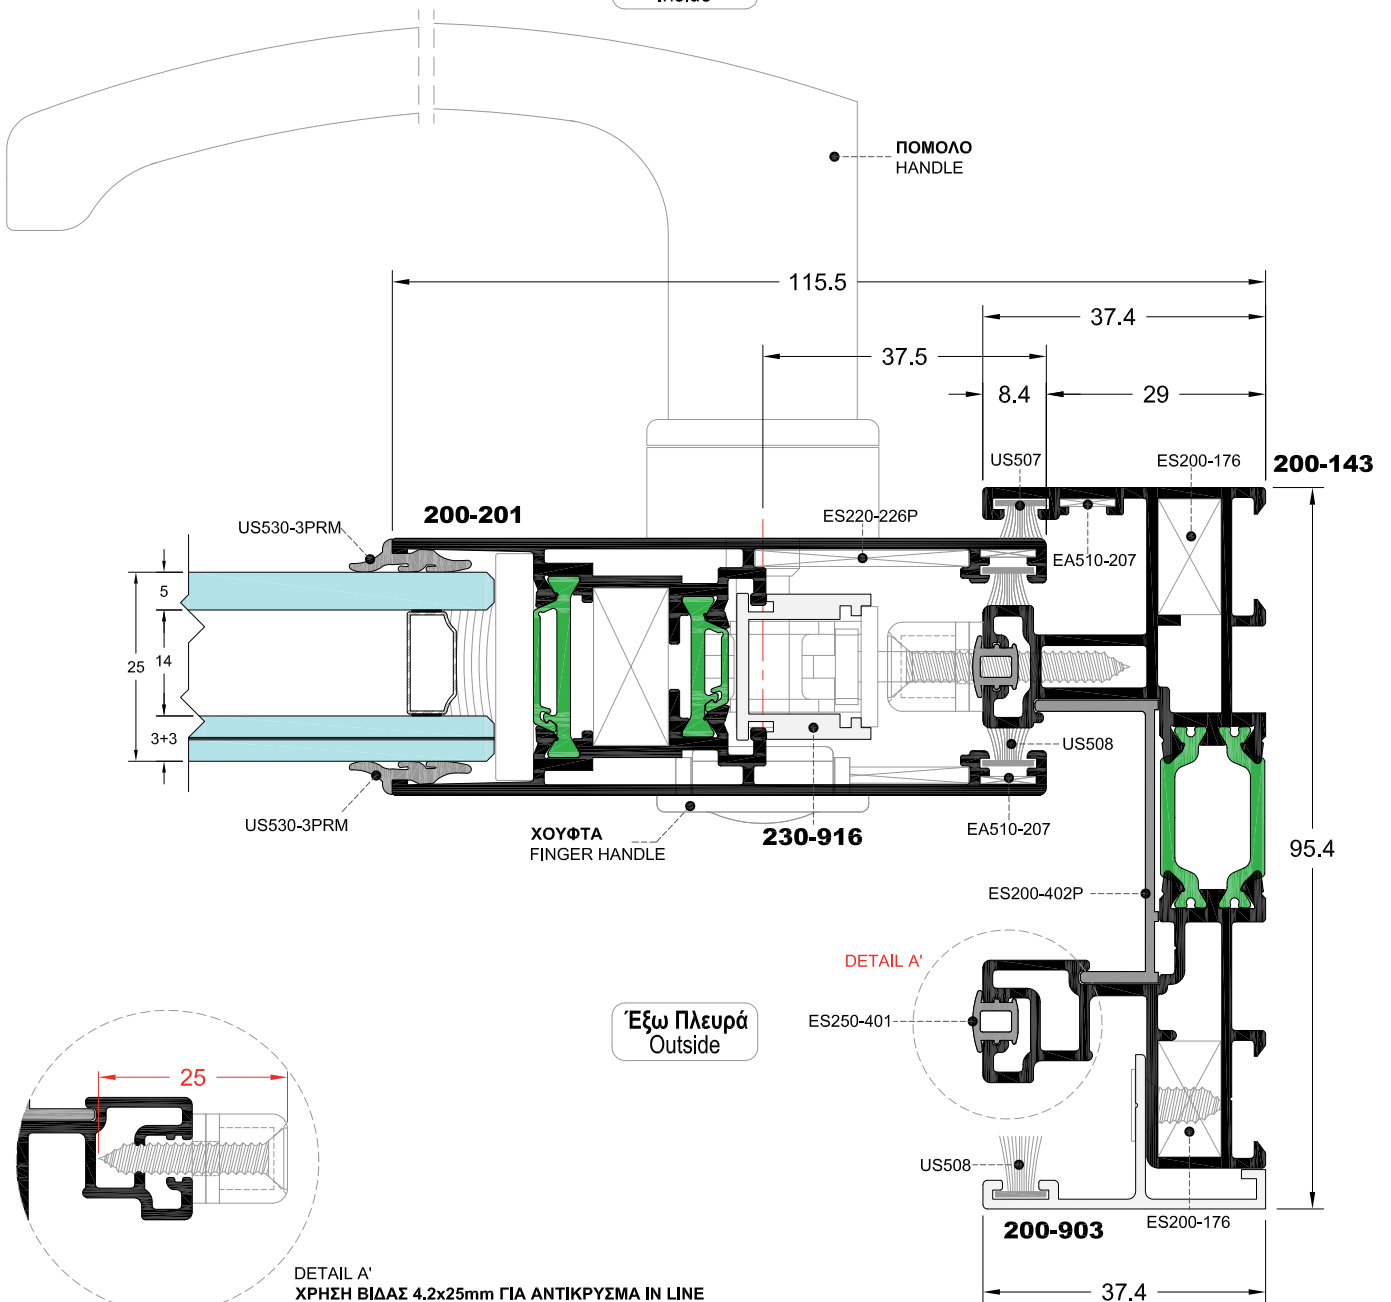 Inside
ΠΟΜΟΛΟ
HANDLE
115.5
37.4
37.5
8.4
29
US507
ES200-176
200-143
US530-3PRM
200-201
ES220-226P
EA510-207
5
25
14
3+3
US508
US530-3PRM
ΧΟΥΦΤΑ
FINGER HANDLE
230-916
EA510-207
95.4
ES200-402P
DETAIL A'
Έξω Πλευρά
Outside
ES250-401
25
US508
200-903
ES200-176
DETAIL A'
ΧΡΗΣΗ ΒΙΔΑΣ 4.2x25mm ΓΙΑ ΑΝΤΙΚΡΥΣΜΑ IN LINE
37.4